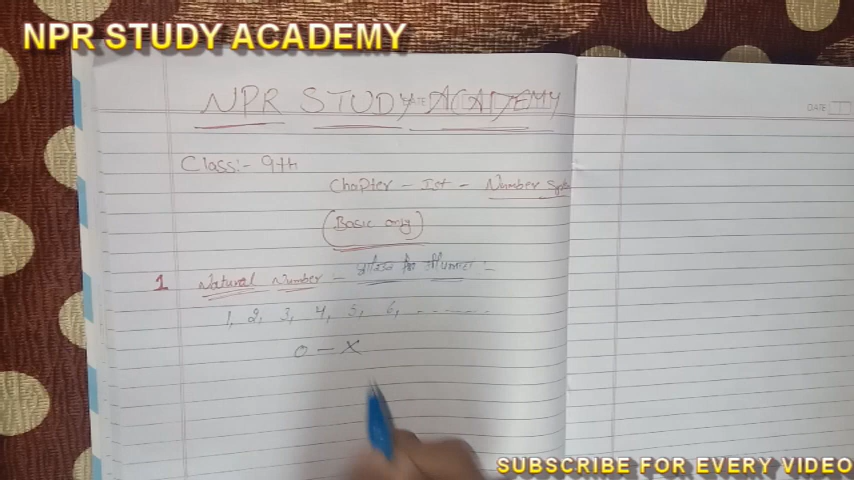 NPR STUDY ACADEMY
NPR STUDY ACADEMY
DATE
Class:- 9th
Chapter - Ist - Number
(Basic only)
1 Natural Number -
1, 2, 3, 4, 5, 6, ........
0 - X
SUBSCRIBE FOR EVERY VIDEO